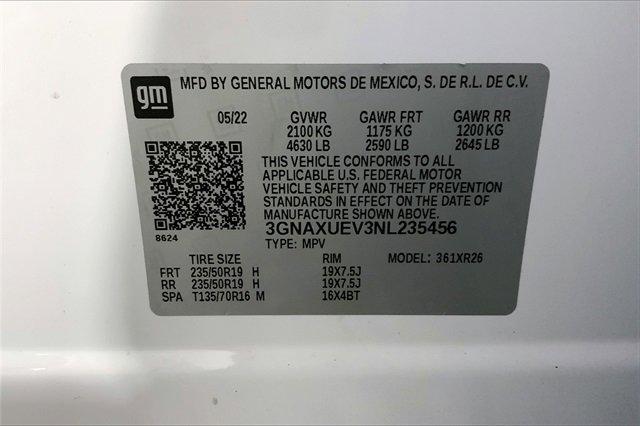 gm
MFD BY GENERAL MOTORS DE MEXICO, S. DE R.L. DE C.V.
05/22 GVWR GAWR FRT GAWR RR
2100 KG 1175 KG 1200 KG
4630 LB 2590 LB 2645 LB
THIS VEHICLE CONFORMS TO ALL
APPLICABLE U.S. FEDERAL MOTOR
VEHICLE SAFETY AND THEFT PREVENTION
STANDARDS IN EFFECT ON THE DATE OF
MANUFACTURE SHOWN ABOVE.
3GNAXUEV3NL235456
8624
TYPE: MPV MODEL: 361XR26
TIRE SIZE RIM
FRT 235/50R19 H 19X7.5J
RR 235/50R19 H 19X7.5J
SPA T135/70R16 M 16X4BT